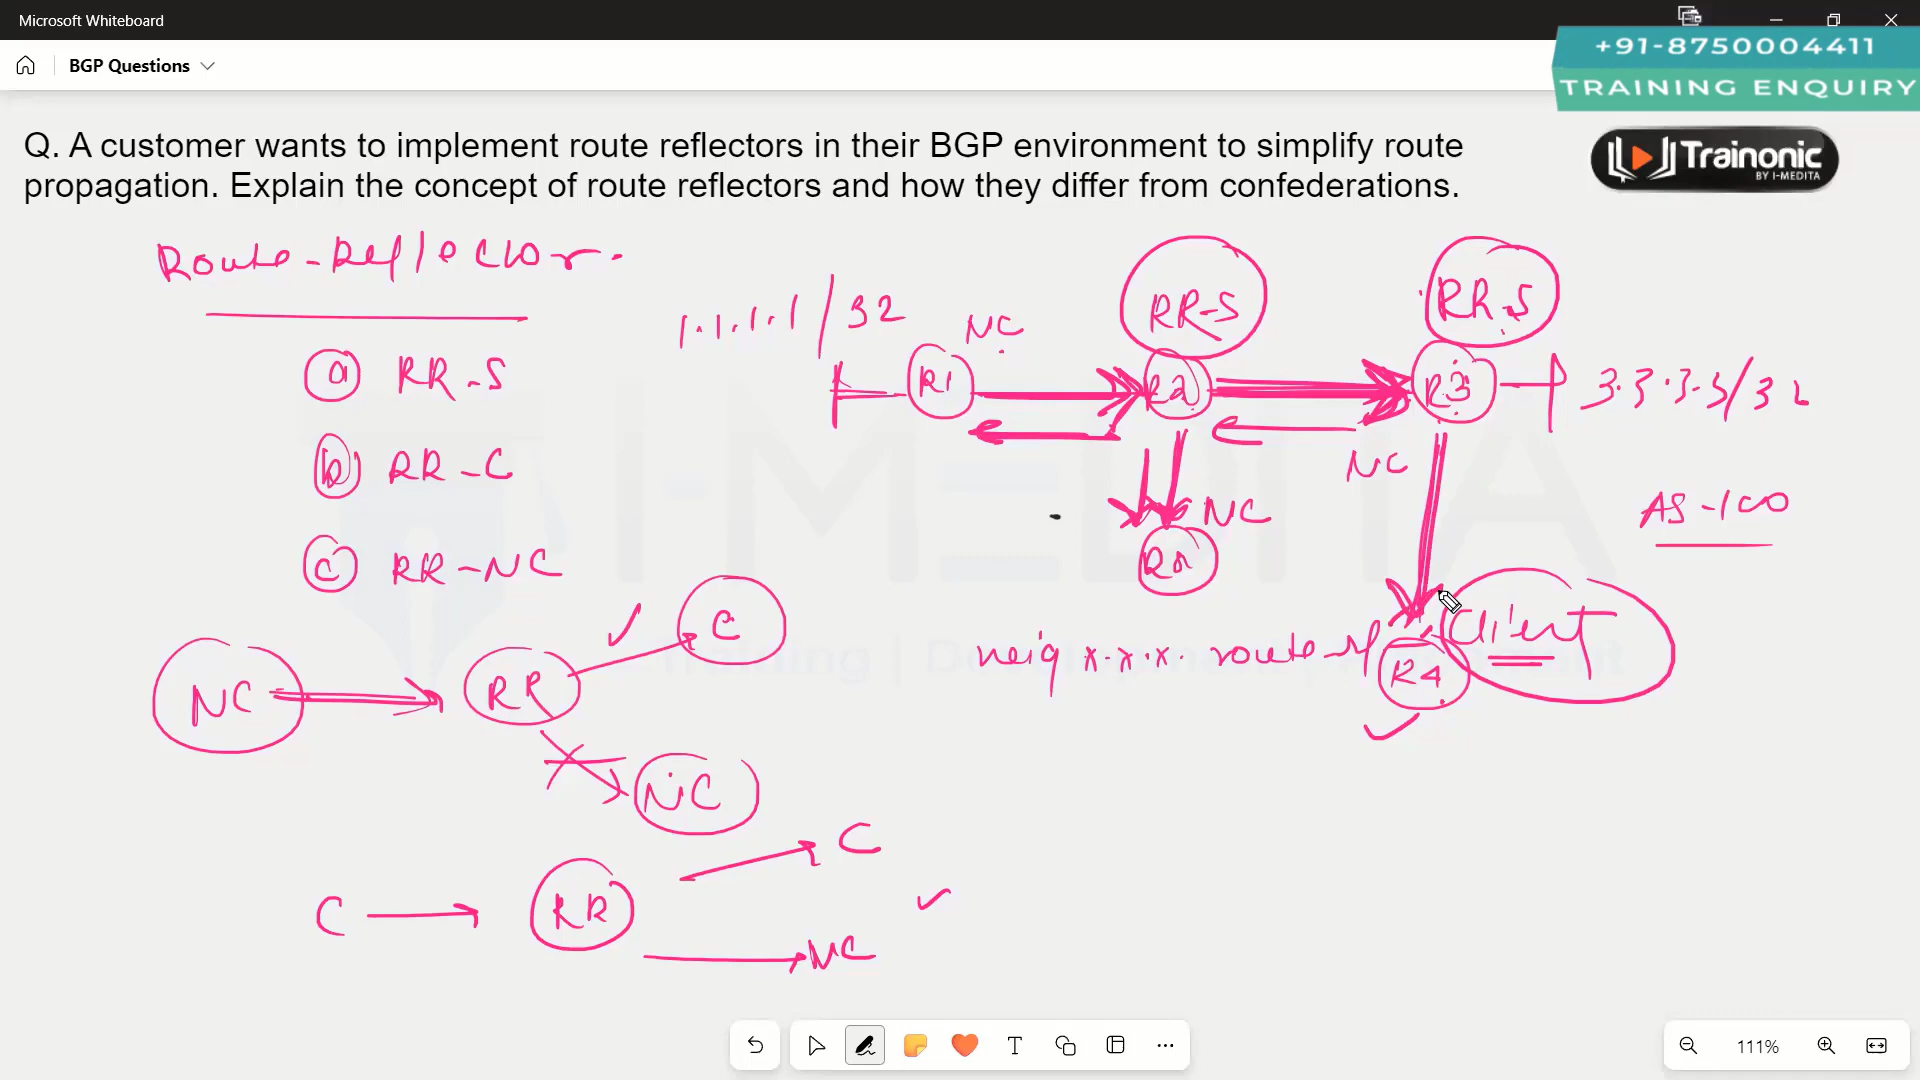 Microsoft Whiteboard
BGP Questions
+91-8750004411
TRAINING ENQUIRY
Trainonic
BY I-MEDITA
Q. A customer wants to implement route reflectors in their BGP environment to simplify route
propagation. Explain the concept of route reflectors and how they differ from confederations.
Route-Reflector.
a RR-S
b RR-C
c RR-NC
1.1.1.1/32
NC
RR-S
RR-S
R1
R2
R3
3.3.3.3/32
NC
NC
AS-100
I-MEDITA
neig x.x.x. route-rf client
R4
NC
RR
C
NC
C
RR
C
NC
111%